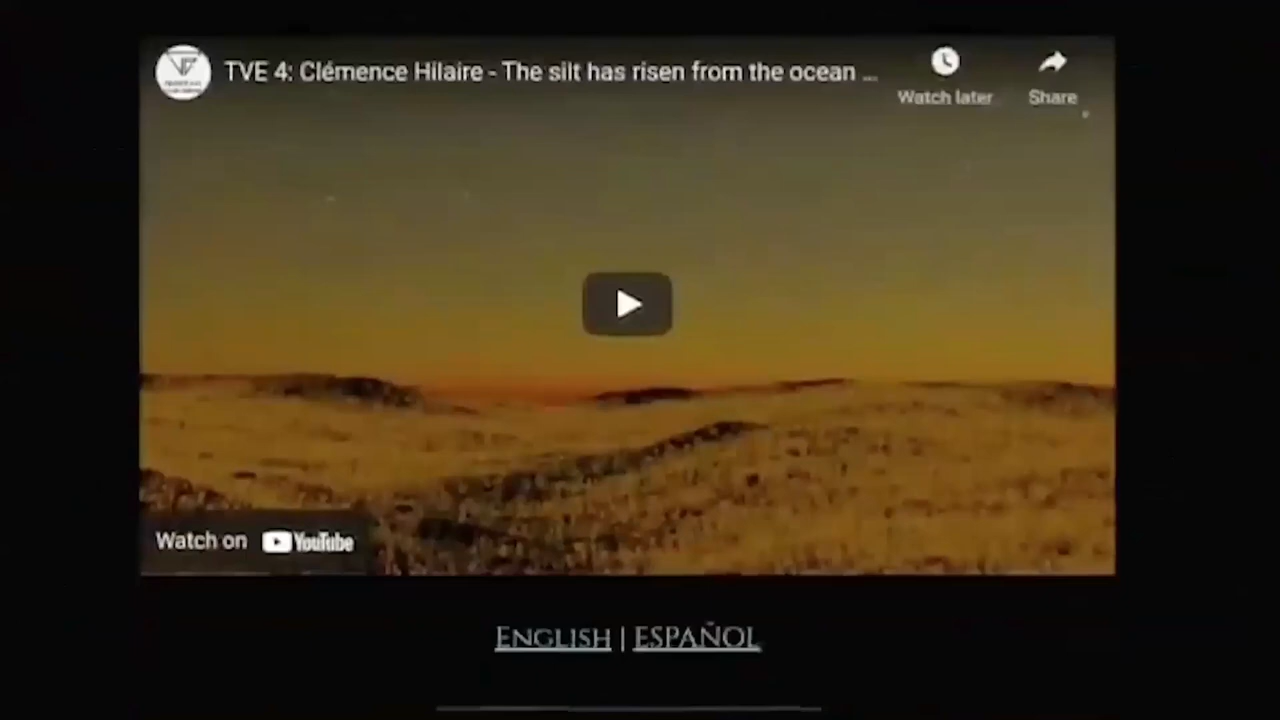 TVE 4: Clémence Hilaire - The silt has risen from the ocean ...
Watch later
Share
Watch on YouTube
ENGLISH | ESPAÑOL